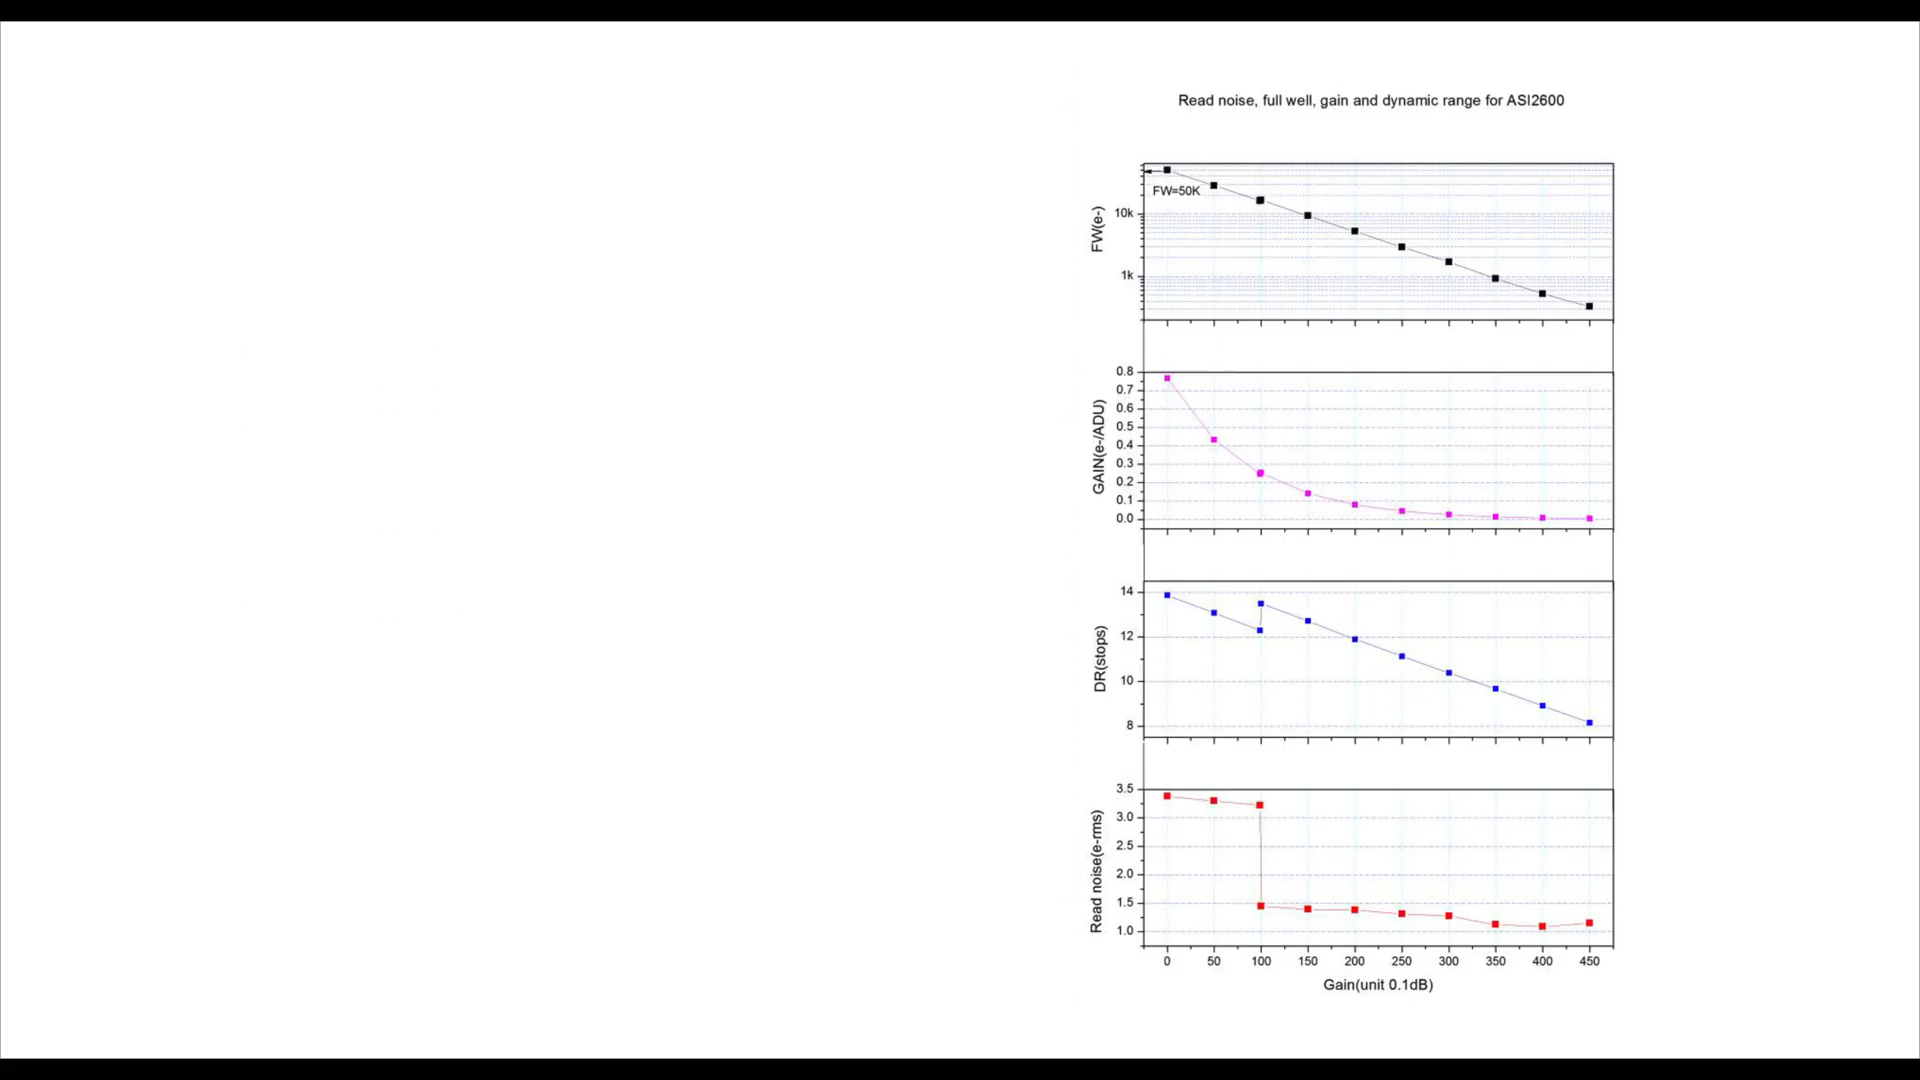 Read noise, full well, gain and dynamic range for ASI2600
FW(e-)
FW=50K
10k
1k
GAIN(e-/ADU)
0.8
0.7
0.6
0.5
0.4
0.3
0.2
0.1
0.0
DR(stops)
14
12
10
8
Read noise(e-rms)
3.5
3.0
2.5
2.0
1.5
1.0
0 50 100 150 200 250 300 350 400 450
Gain(unit 0.1dB)